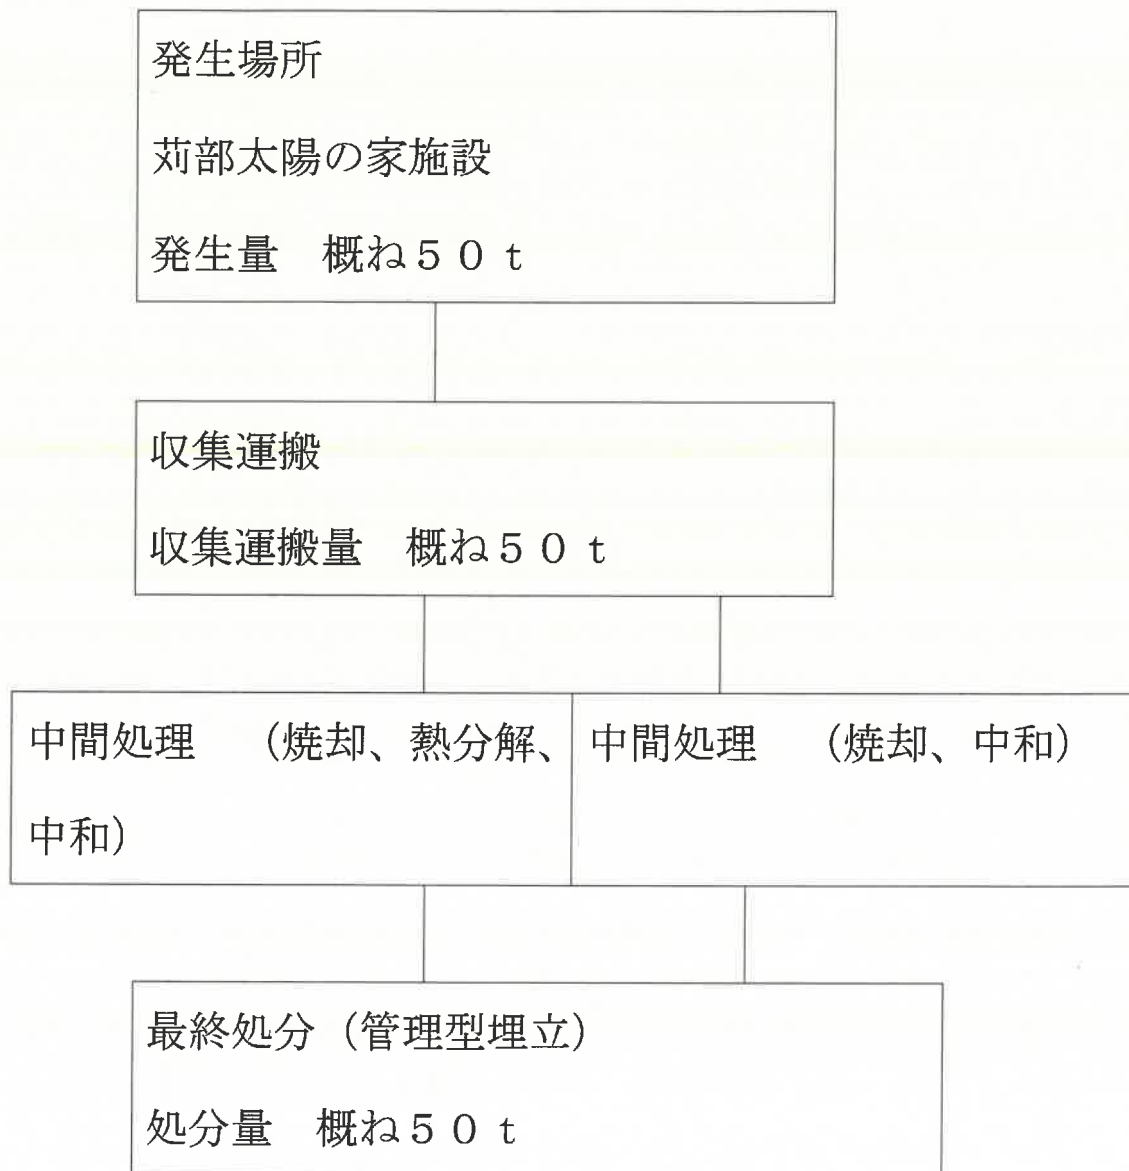 発生場所
苅部太陽の家施設
発生量　概ね５０ｔ
収集運搬
収集運搬量　概ね５０ｔ
中間処理　（焼却、熱分解、
中和）
中間処理　（焼却、中和）
最終処分（管理型埋立）
処分量　概ね５０ｔ